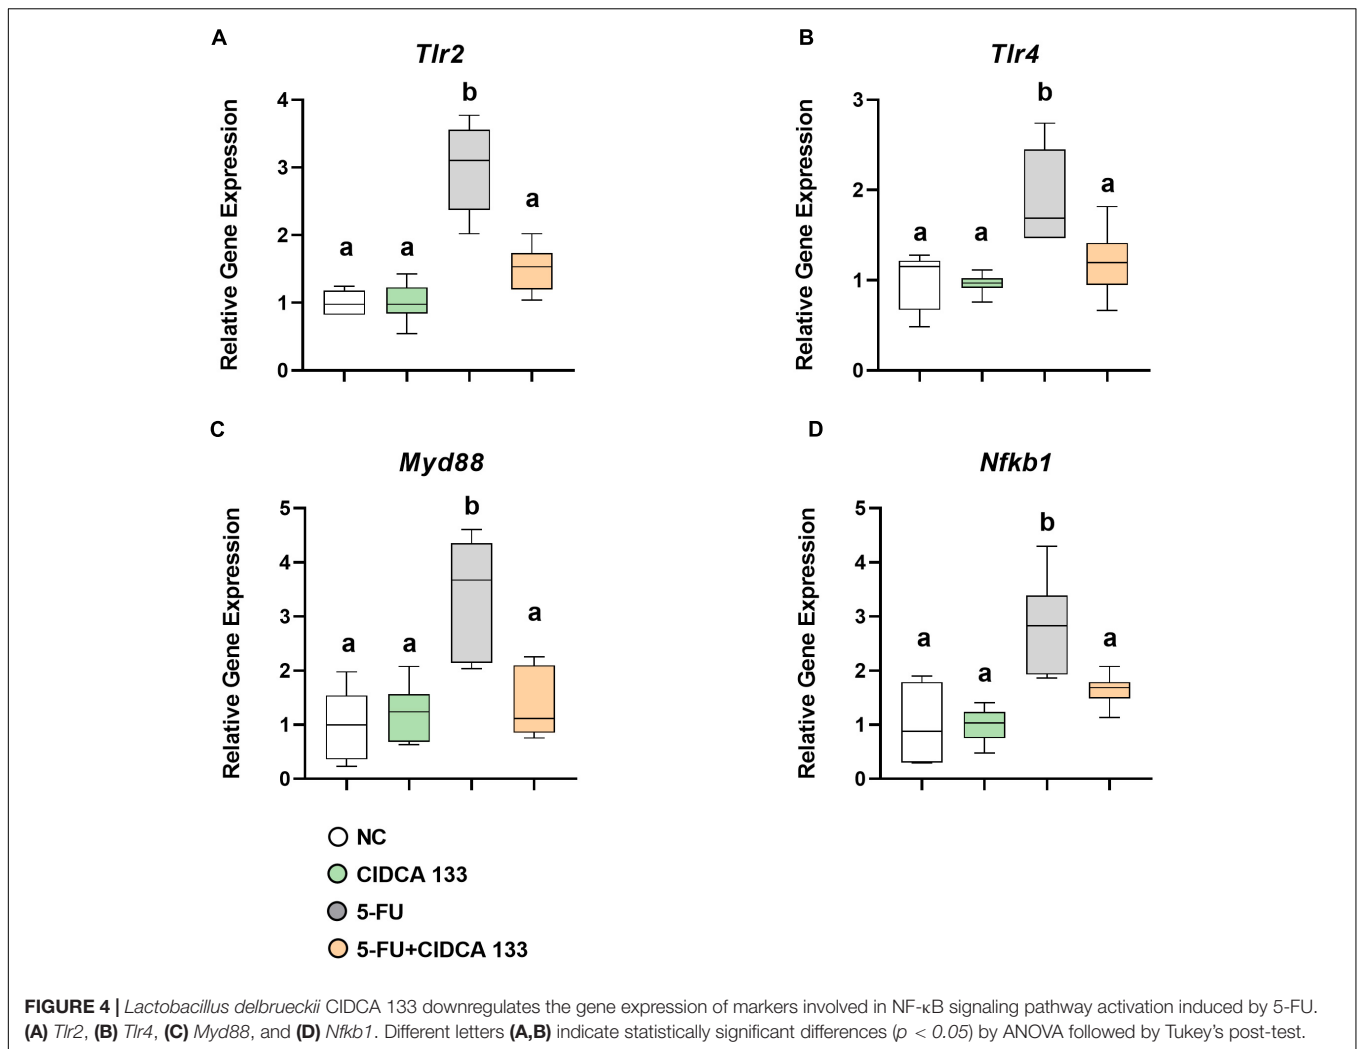 A
Tlr2
Relative Gene Expression
4
3
2
1
0
a
a
b
a
B
Tlr4
Relative Gene Expression
3
2
1
0
a
a
b
a
C
Myd88
Relative Gene Expression
5
4
3
2
1
0
a
a
b
a
D
Nfkb1
Relative Gene Expression
5
4
3
2
1
0
a
a
b
a
NC
CIDCA 133
5-FU
5-FU+CIDCA 133
FIGURE 4 | Lactobacillus delbrueckii CIDCA 133 downregulates the gene expression of markers involved in NF-κB signaling pathway activation induced by 5-FU.
(A) Tlr2, (B) Tlr4, (C) Myd88, and (D) Nfkb1. Different letters (A,B) indicate statistically significant differences (p < 0.05) by ANOVA followed by Tukey's post-test.